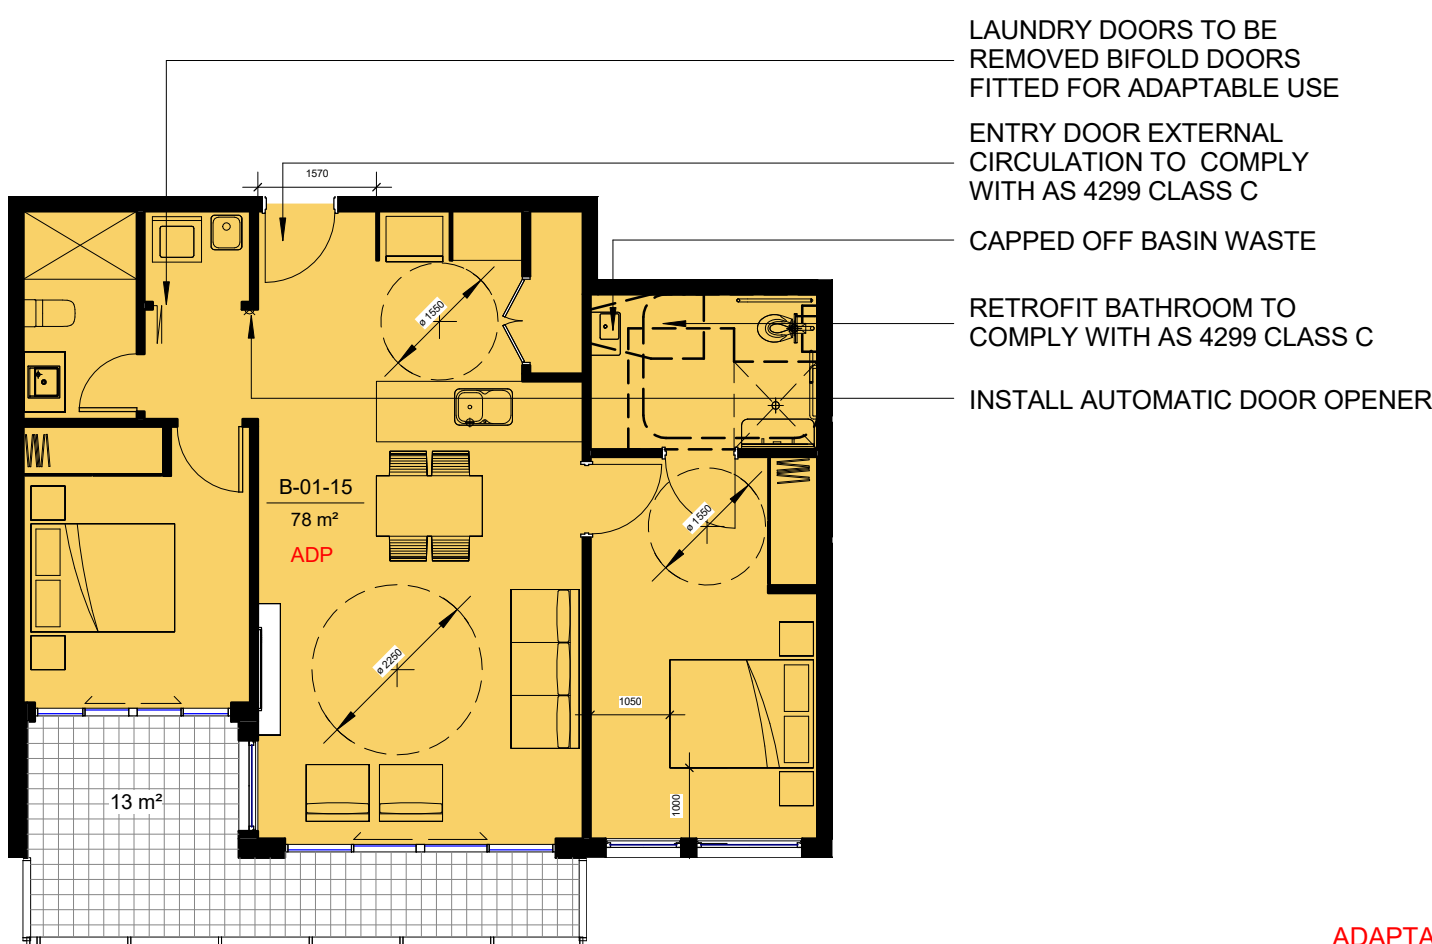 LAUNDRY DOORS TO BE
REMOVED BIFOLD DOORS
FITTED FOR ADAPTABLE USE
ENTRY DOOR EXTERNAL
CIRCULATION TO COMPLY
WITH AS 4299 CLASS C
CAPPED OFF BASIN WASTE
RETROFIT BATHROOM TO
COMPLY WITH AS 4299 CLASS C
INSTALL AUTOMATIC DOOR OPENER
1570
ø 1550
B-01-15
78 m²
ADP
ø 1550
ø 2250
1050
1000
13 m²
ADAPTA